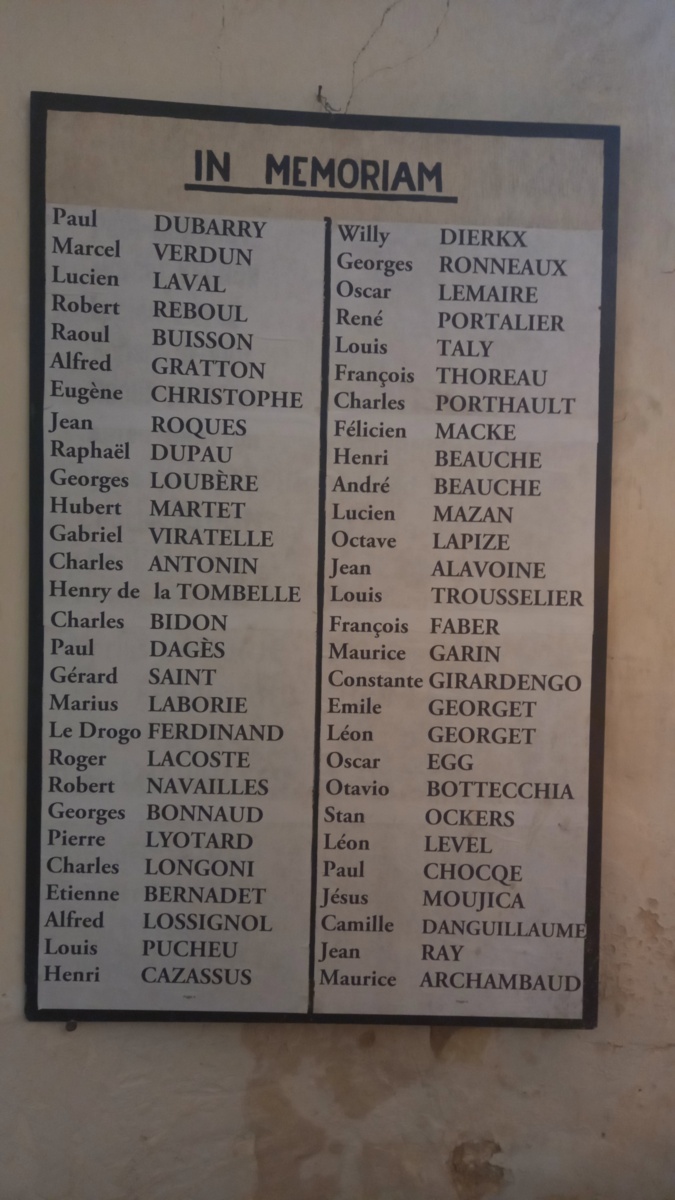 IN MEMORIAM
Paul DUBARRY
Marcel VERDUN
Lucien LAVAL
Robert REBOUL
Raoul BUISSON
Alfred GRATTON
Eugène CHRISTOPHE
Jean ROQUES
Raphaël DUPAU
Georges LOUBÈRE
Hubert MARTET
Gabriel VIRATELLE
Charles ANTONIN
Henry de la TOMBELLE
Charles BIDON
Paul DAGÈS
Gérard SAINT
Marius LABORIE
Le Drogo FERDINAND
Roger LACOSTE
Robert NAVAILLES
Georges BONNAUD
Pierre LYOTARD
Charles LONGONI
Etienne BERNADET
Alfred LOSSIGNOL
Louis PUCHEU
Henri CAZASSUS
Willy DIERKX
Georges RONNEAUX
Oscar LEMAIRE
René PORTALIER
Louis TALY
François THOREAU
Charles PORTHAULT
Félicien MACKE
Henri BEAUCHE
André BEAUCHE
Lucien MAZAN
Octave LAPIZE
Jean ALAVOINE
Louis TROUSSELIER
François FABER
Maurice GARIN
Constante GIRARDENGO
Emile GEORGET
Léon GEORGET
Oscar EGG
Otavio BOTTECCHIA
Stan OCKERS
Léon LEVEL
Paul CHOCQE
Jésus MOUJICA
Camille DANGUILLAUME
Jean RAY
Maurice ARCHAMBAUD